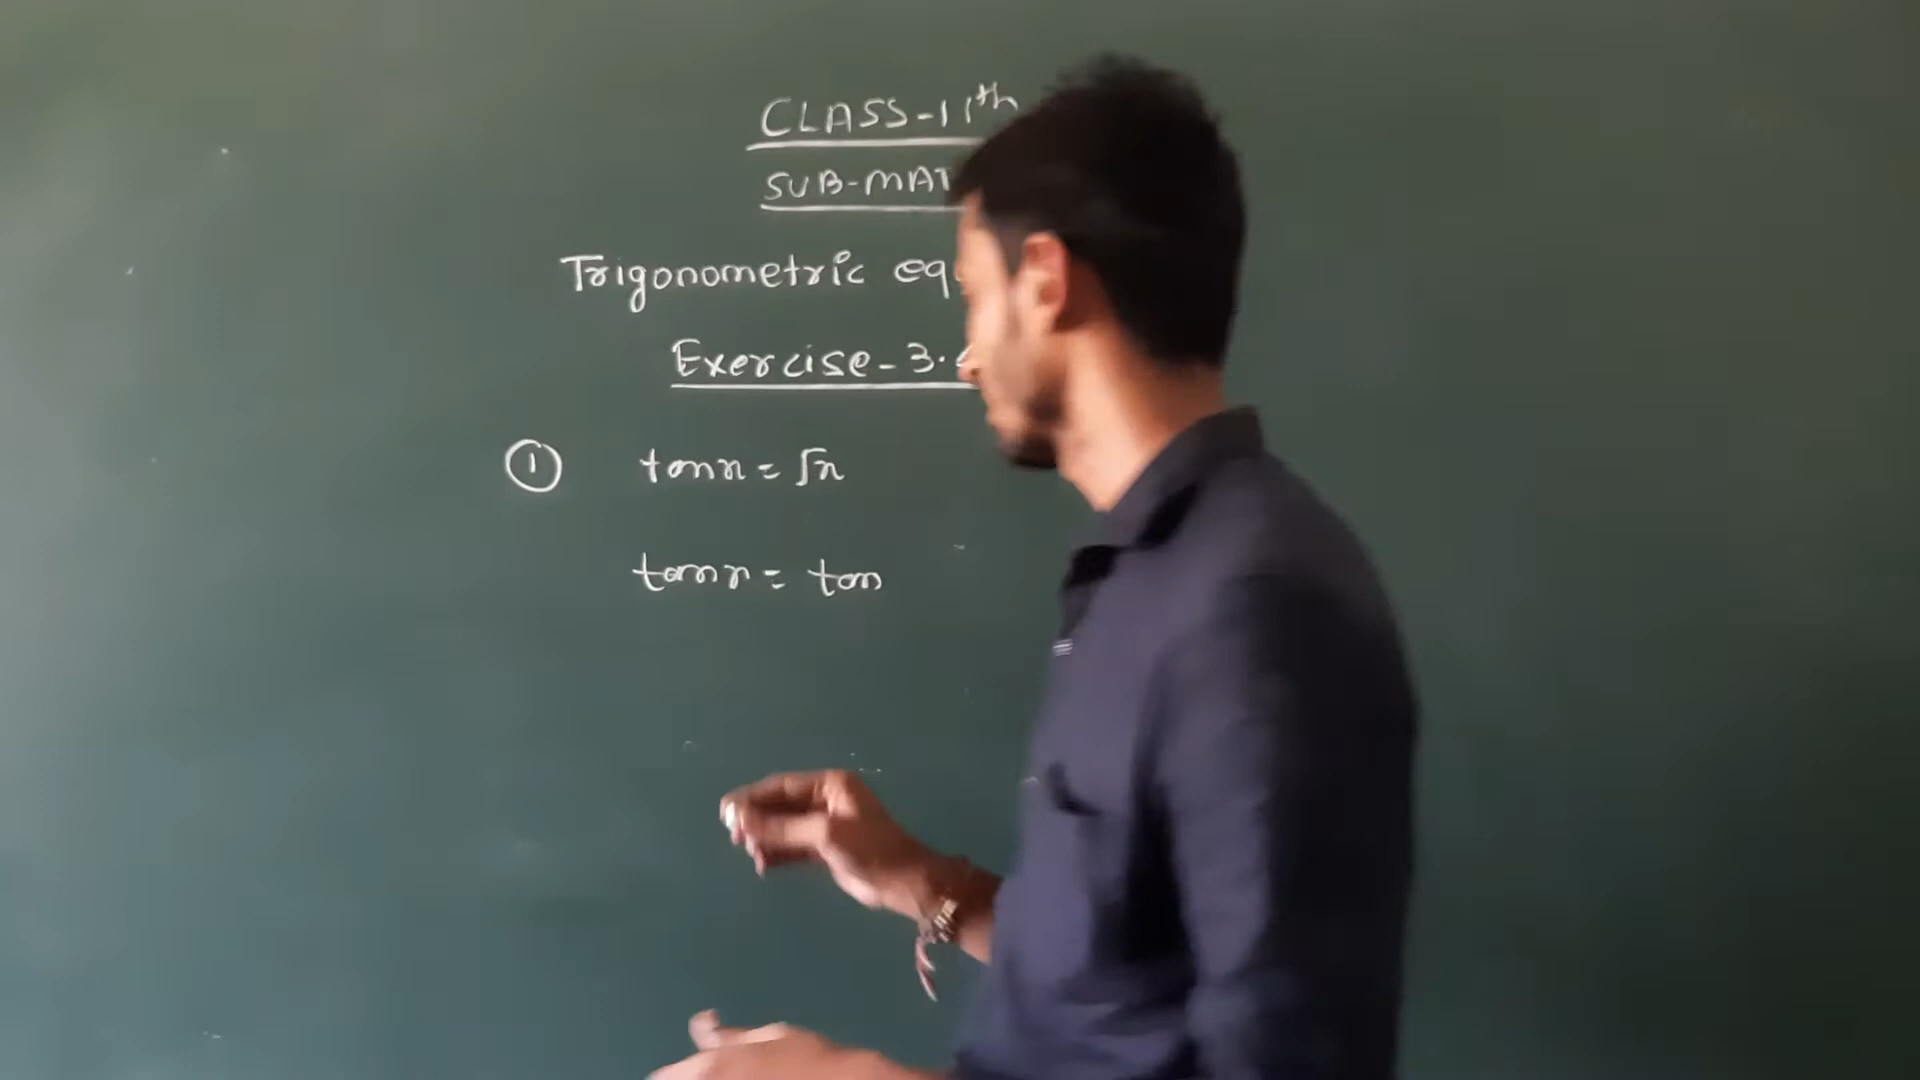 CLASS-11th
SUB-MAT
Trigonometric eq
Exercise-3.
① tanx = √x
tanx = tan